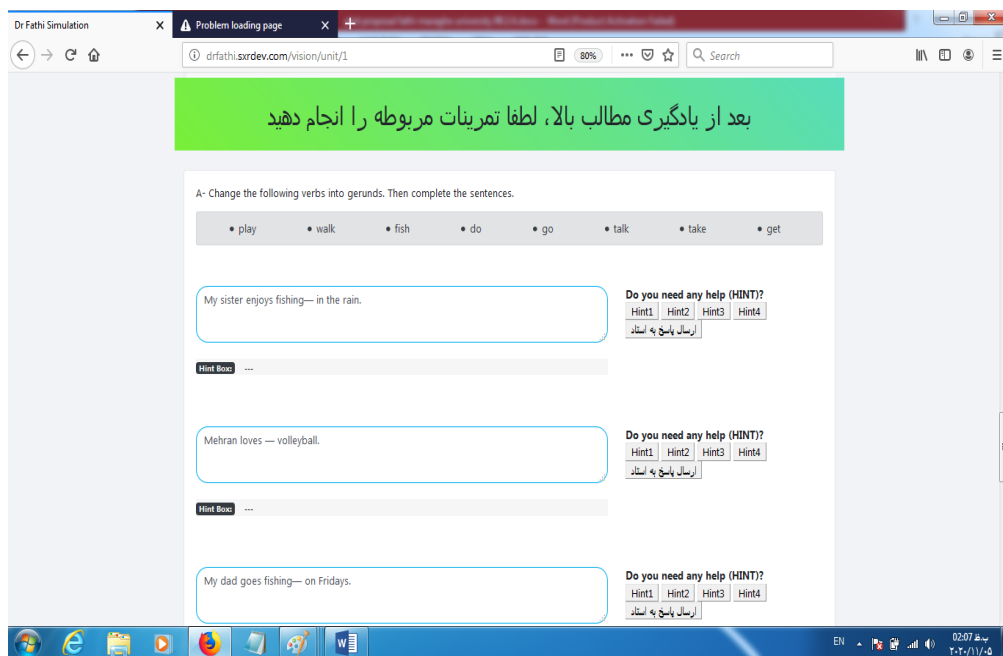 Dr Fathi Simulation
Problem loading page
drfathi.sxrdev.com/vision/unit/1
80%
Search
بعد از یادگیری مطالب بالا، لطفا تمرینات مربوطه را انجام دهید
A- Change the following verbs into gerunds. Then complete the sentences.
• play • walk • fish • do • go • talk • take • get
My sister enjoys fishing— in the rain.
Do you need any help (HINT)?
Hint1 Hint2 Hint3 Hint4
ارسال پاسخ به استاد
Hint Box: ---
Mehran loves — volleyball.
Do you need any help (HINT)?
Hint1 Hint2 Hint3 Hint4
ارسال پاسخ به استاد
Hint Box: ---
My dad goes fishing— on Fridays.
Do you need any help (HINT)?
Hint1 Hint2 Hint3 Hint4
ارسال پاسخ به استاد
EN
02:07 ب.ظ
۲۰۲۰/۱۱/۰۵